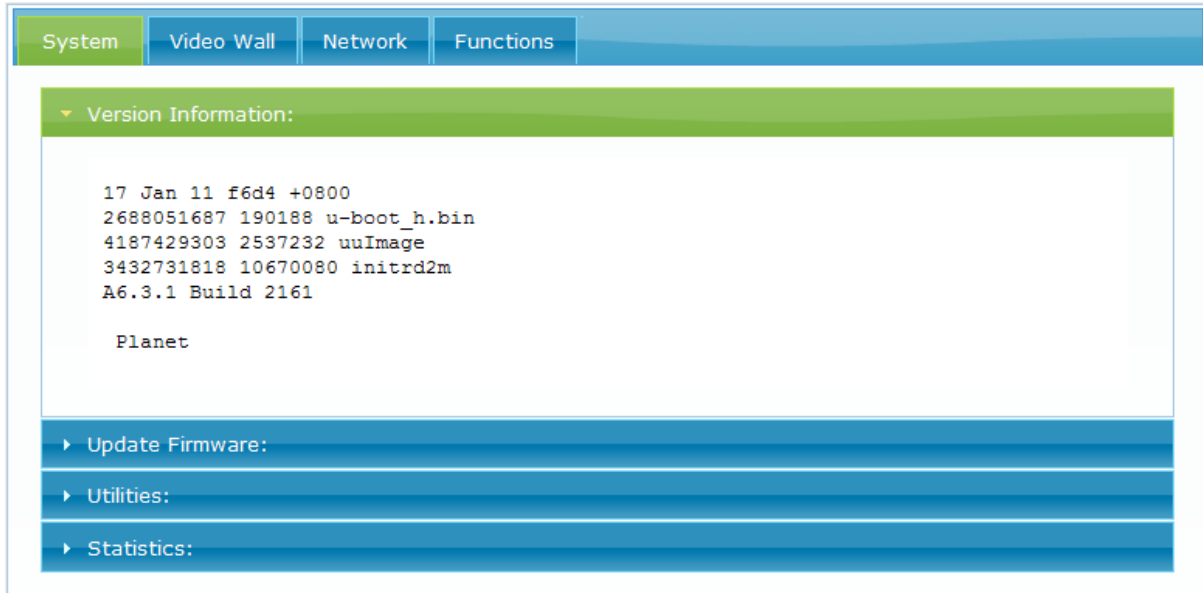 System Video Wall Network Functions
Version Information:
17 Jan 11 f6d4 +0800
2688051687 190188 u-boot_h.bin
4187429303 2537232 uuImage
3432731818 10670080 initrd2m
A6.3.1 Build 2161
Planet
Update Firmware:
Utilities:
Statistics: